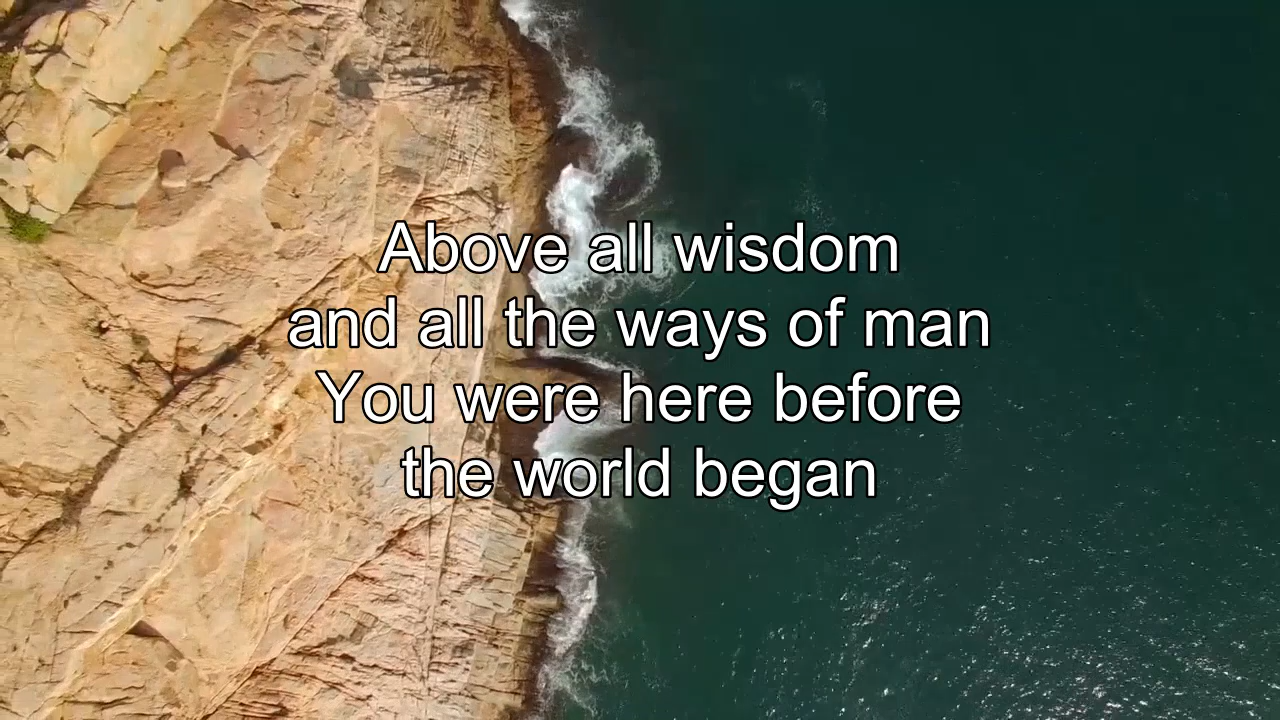 Above all wisdom
and all the ways of man
You were here before
the world began